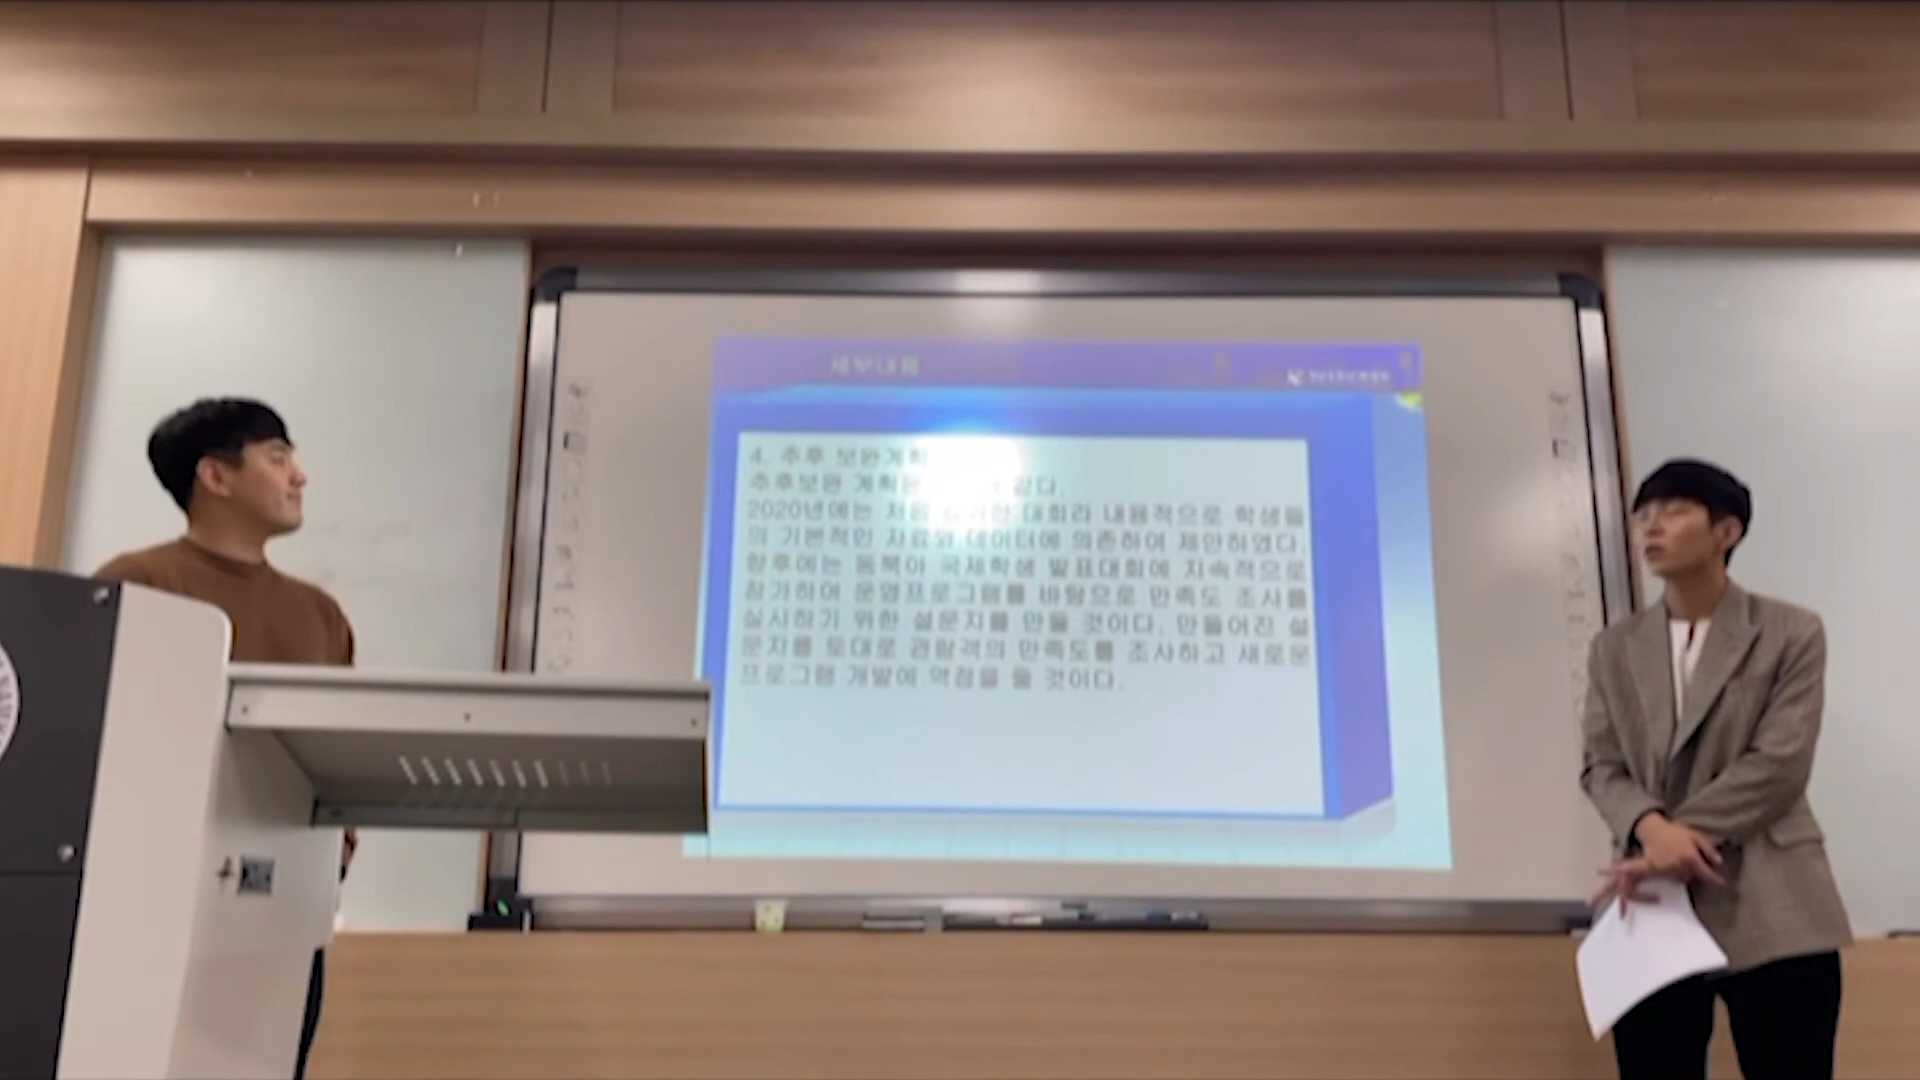 세부내용
4. 추후 보완계획
추후보완 계획은 같다.
2020년에는 처음 참가한 대회라 내용적으로 학생들
의 기본적인 자료와 데이터에 의존하여 제안하였다.
향후에는 동북아 국제학생 발표대회에 지속적으로
참가하여 운영프로그램를 바탕으로 만족도 조사를
실시하기 위한 설문지를 만들 것이다. 만들어진 설
문지를 토대로 관람객의 만족도를 조사하고 새로운
프로그램 개발에 역점을 둘 것이다.